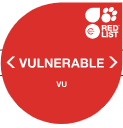 RED
LIST
< VULNERABLE >
VU